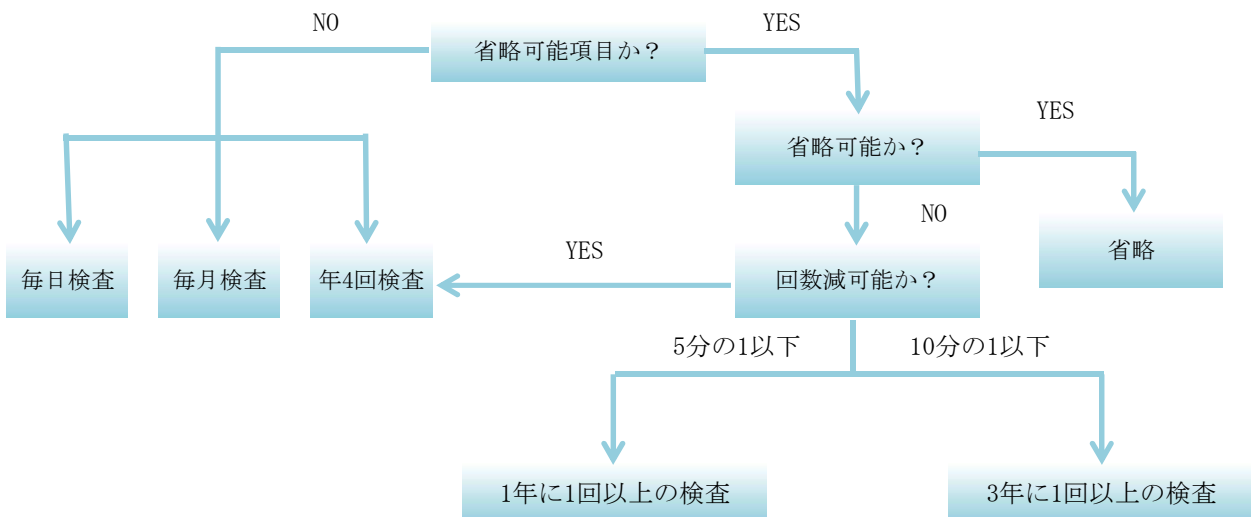 NO
省略可能項目か？
YES
省略可能か？
YES
NO
省略
毎日検査
毎月検査
年4回検査
YES
回数減可能か？
5分の1以下
10分の1以下
1年に1回以上の検査
3年に1回以上の検査